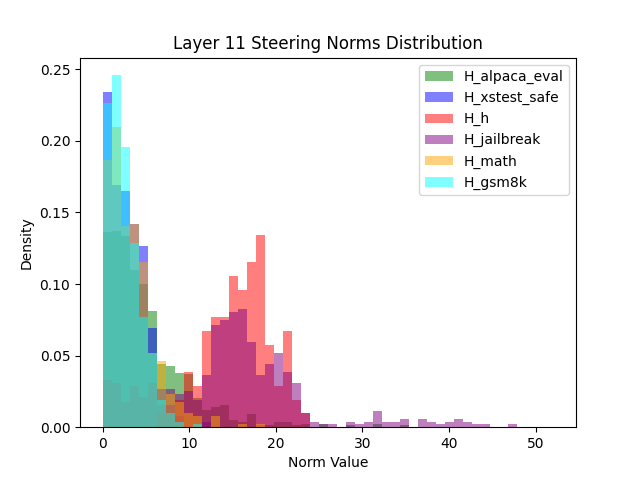 Layer 11 Steering Norms Distribution
0.25
0.20
0.15
0.10
0.05
0.00
Density
H_alpaca_eval
H_xstest_safe
H_h
H_jailbreak
H_math
H_gsm8k
0 10 20 30 40 50
Norm Value